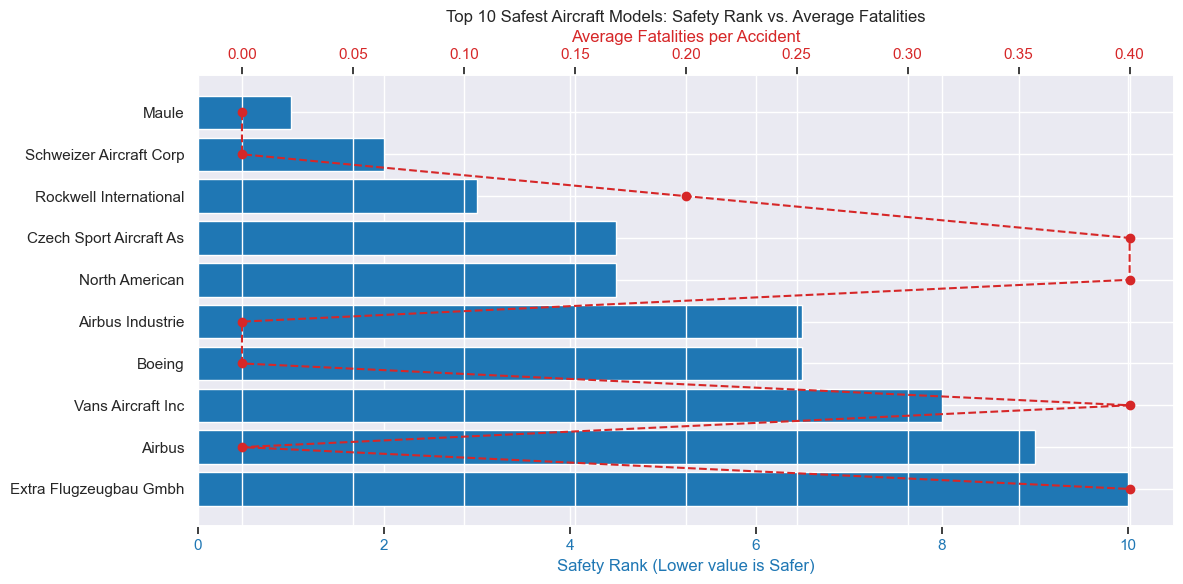 Top 10 Safest Aircraft Models: Safety Rank vs. Average Fatalities
Average Fatalities per Accident
0.00 0.05 0.10 0.15 0.20 0.25 0.30 0.35 0.40
Maule
Schweizer Aircraft Corp
Rockwell International
Czech Sport Aircraft As
North American
Airbus Industrie
Boeing
Vans Aircraft Inc
Airbus
Extra Flugzeugbau Gmbh
0 2 4 6 8 10
Safety Rank (Lower value is Safer)